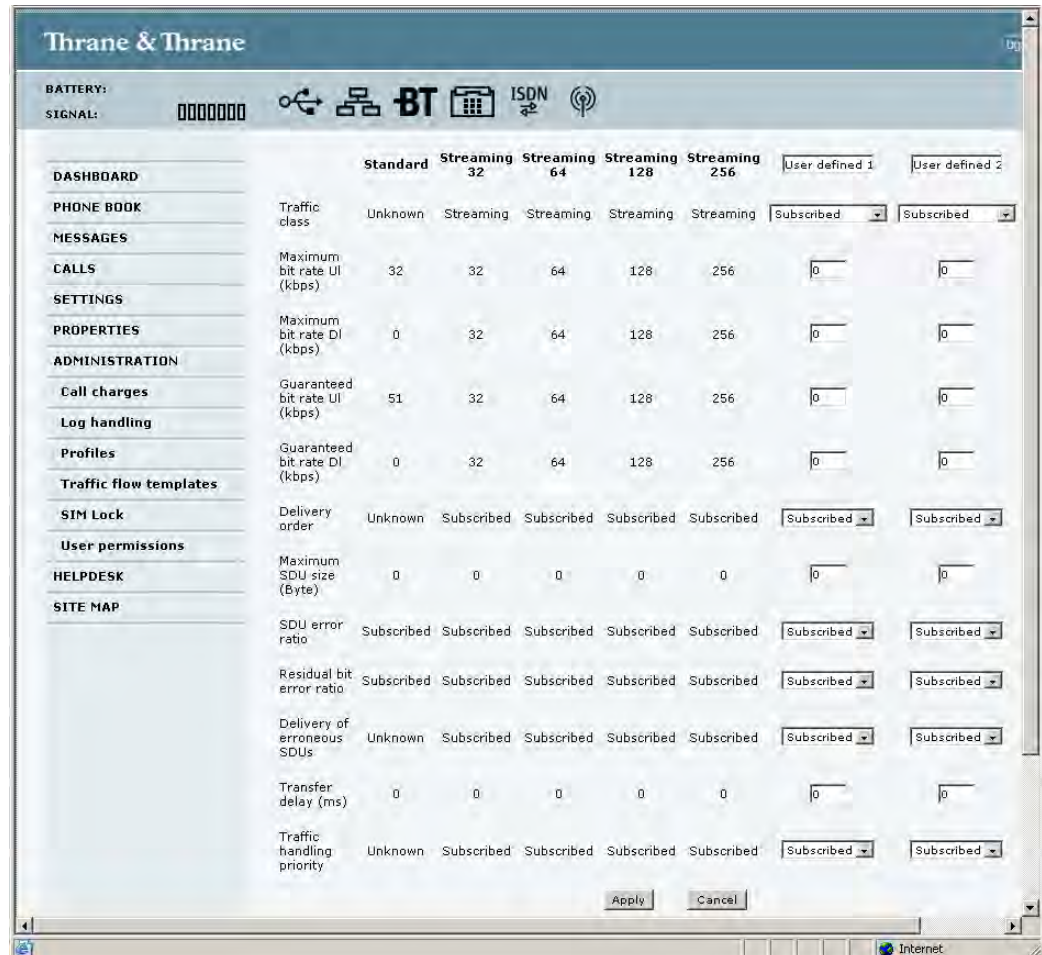 Thrane & Thrane
BATTERY:
SIGNAL:
BT
ISDN
DASHBOARD
PHONE BOOK
MESSAGES
CALLS
SETTINGS
PROPERTIES
ADMINISTRATION
Call charges
Log handling
Profiles
Traffic flow templates
SIM Lock
User permissions
HELPDESK
SITE MAP
Standard Streaming 32 Streaming 64 Streaming 128 Streaming 256 User defined 1 User defined 2
Traffic class Unknown Streaming Streaming Streaming Streaming Subscribed Subscribed
Maximum bit rate Ul (kbps) 32 32 64 128 256 0 0
Maximum bit rate Dl (kbps) 0 32 64 128 256
Guaranteed bit rate Ul (kbps) 51 32 64 128 256 0 0
Guaranteed bit rate Dl (kbps) 0 32 64 128 256 0 0
Delivery order Unknown Subscribed Subscribed Subscribed Subscribed Subscribed Subscribed
Maximum SDU size (Byte) 0 0 0 0 0 0 0
SDU error ratio Subscribed Subscribed Subscribed Subscribed Subscribed Subscribed Subscribed
Residual bit error ratio Subscribed Subscribed Subscribed Subscribed Subscribed Subscribed Subscribed
Delivery of erroneous SDUs Unknown Subscribed Subscribed Subscribed Subscribed Subscribed Subscribed
Transfer delay (ms) 0 0 0 0 0 0 0
Traffic handling priority Unknown Subscribed Subscribed Subscribed Subscribed Subscribed Subscribed
Apply Cancel
Internet